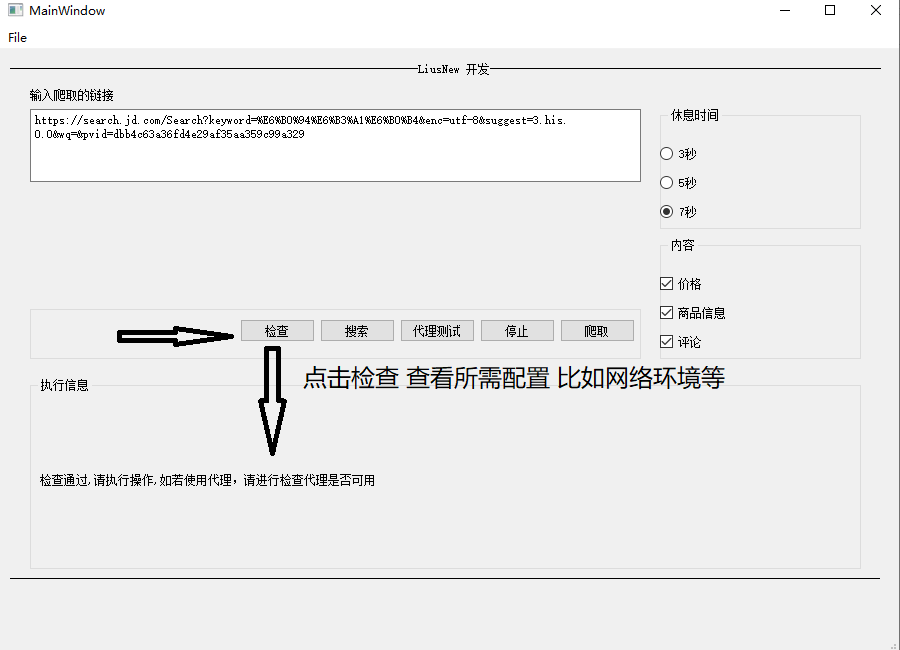 MainWindow
File
LiusNew 开发
输入爬取的链接
https://search.jd.com/Search?keyword=%E6%B0%94%E6%B3%A1%E6%B0%B4&enc=utf-8&suggest=3.his.
0.0&wq=&pvid=dbb4c63a36fd4e29af35aa359c99a329
休息时间
3秒
5秒
7秒
内容
价格
商品信息
评论
检查 搜索 代理测试 停止 爬取
点击检查 查看所需配置 比如网络环境等
执行信息
检查通过,请执行操作,如若使用代理，请进行检查代理是否可用